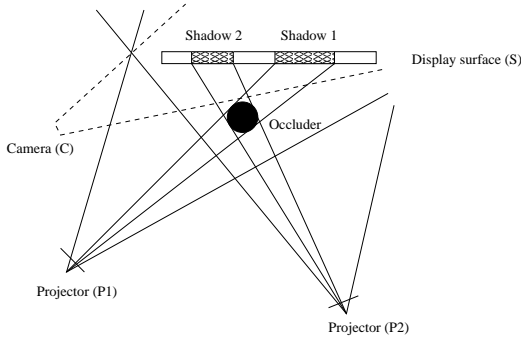 Shadow 2 Shadow 1
Display surface (S)
Occluder
Camera (C)
Projector (P1)
Projector (P2)